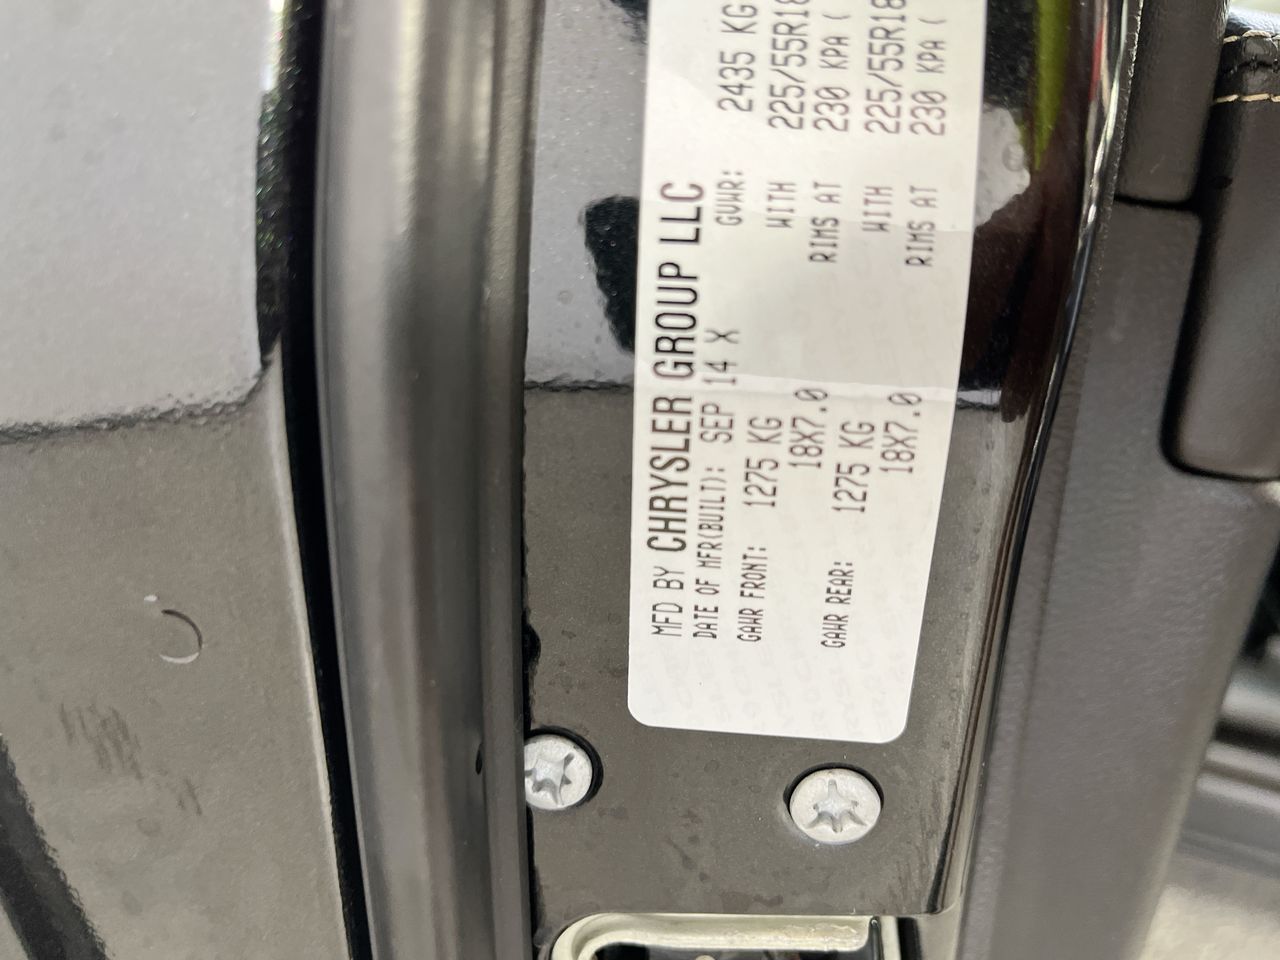 MFD BY CHRYSLER GROUP LLC
DATE OF MFR(BUILT): SEP 14 X GVWR: 2435 KG
GAWR FRONT: 1275 KG WITH 225/55R18
18X7.0 RIMS AT 230 KPA (
GAWR REAR: 1275 KG WITH 225/55R18
18X7.0 RIMS AT 230 KPA (